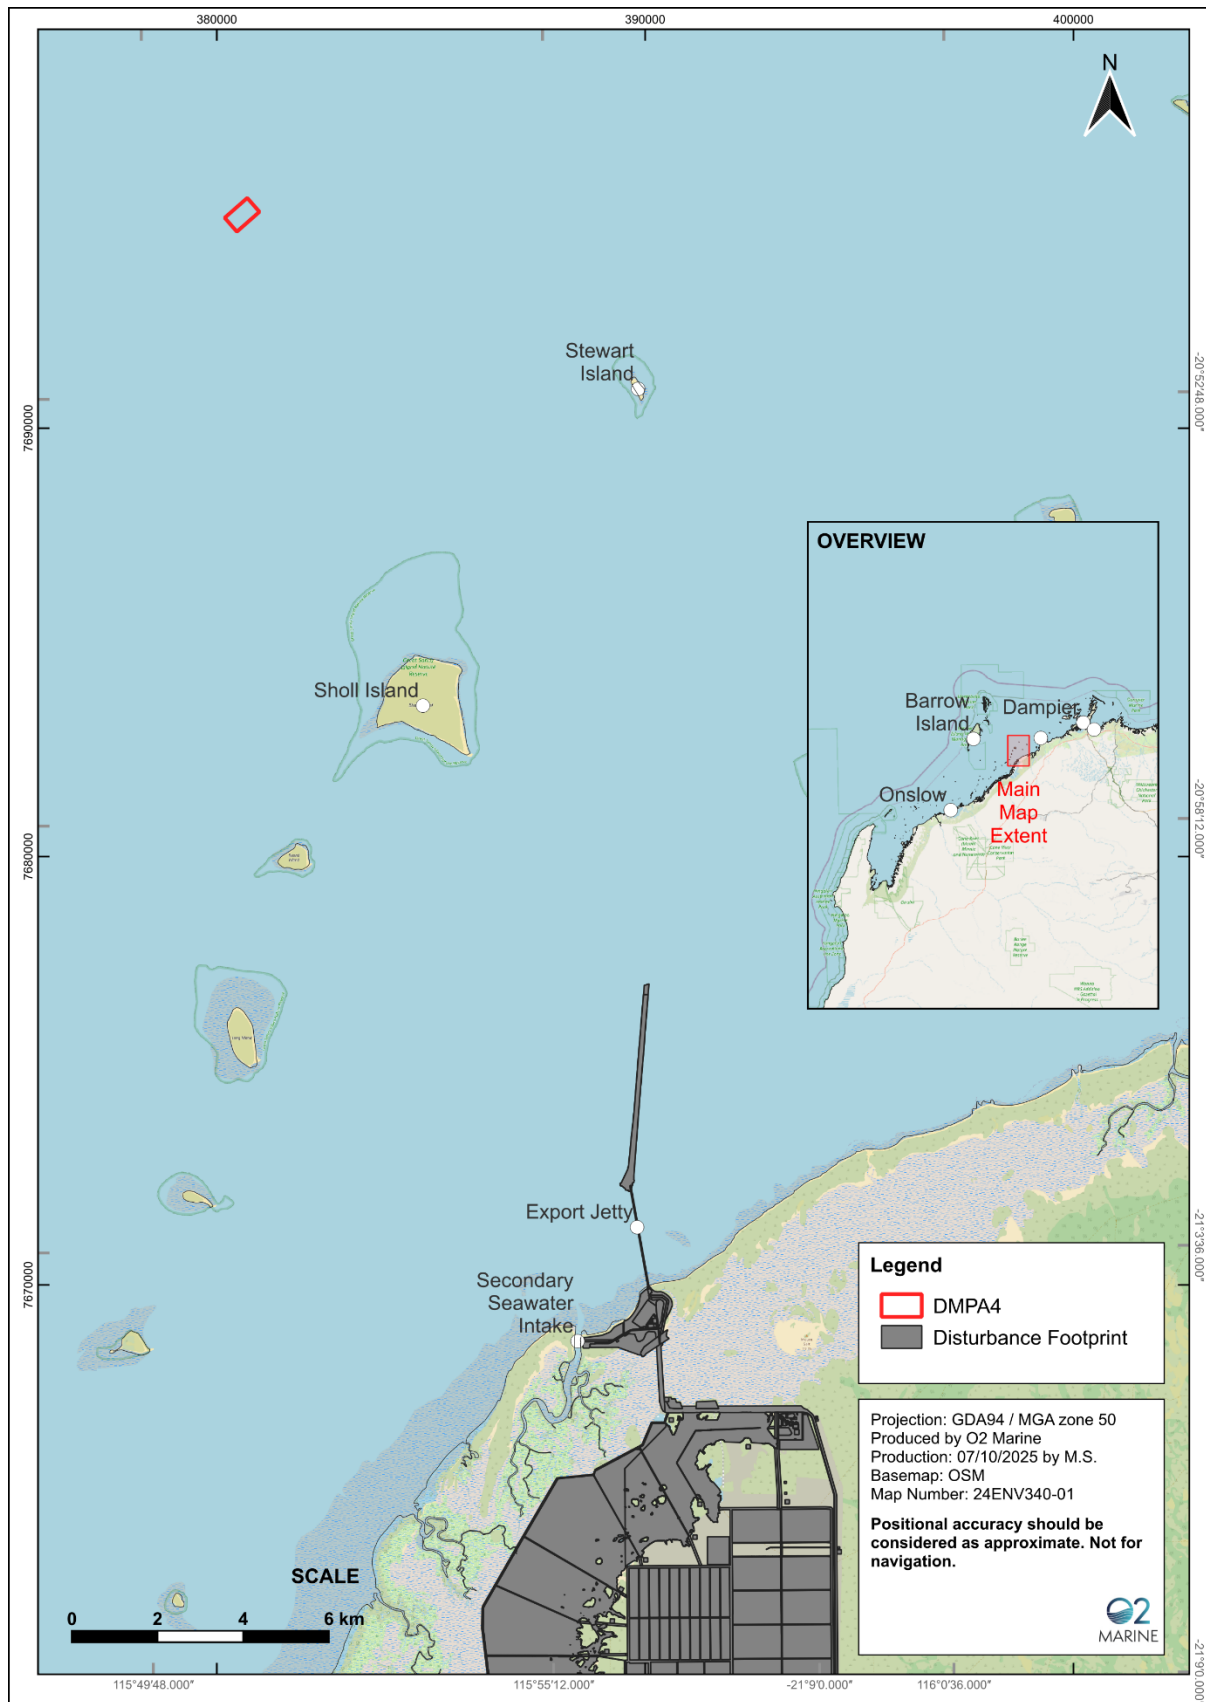 380000
390000
400000
N
Stewart
Island
7690000
-20°52'48.000"
OVERVIEW
Barrow
Island
Dampier
Onslow
Main
Map
Extent
Sholl Island
7680000
-20°58'12.000"
Export Jetty
Secondary
Seawater
Intake
7620000
-21°3'36.000"
Legend
DMPA4
Disturbance Footprint
Projection: GDA94 / MGA zone 50
Produced by O2 Marine
Production: 07/10/2025 by M.S.
Basemap: OSM
Map Number: 24ENV340-01
Positional accuracy should be
considered as approximate. Not for
navigation.
O2
MARINE
SCALE
0 2 4 6 km
115°49'48.000"
115°55'12.000"
-21°9'0.000"
116°0'36.000"
-21°9'0.000"